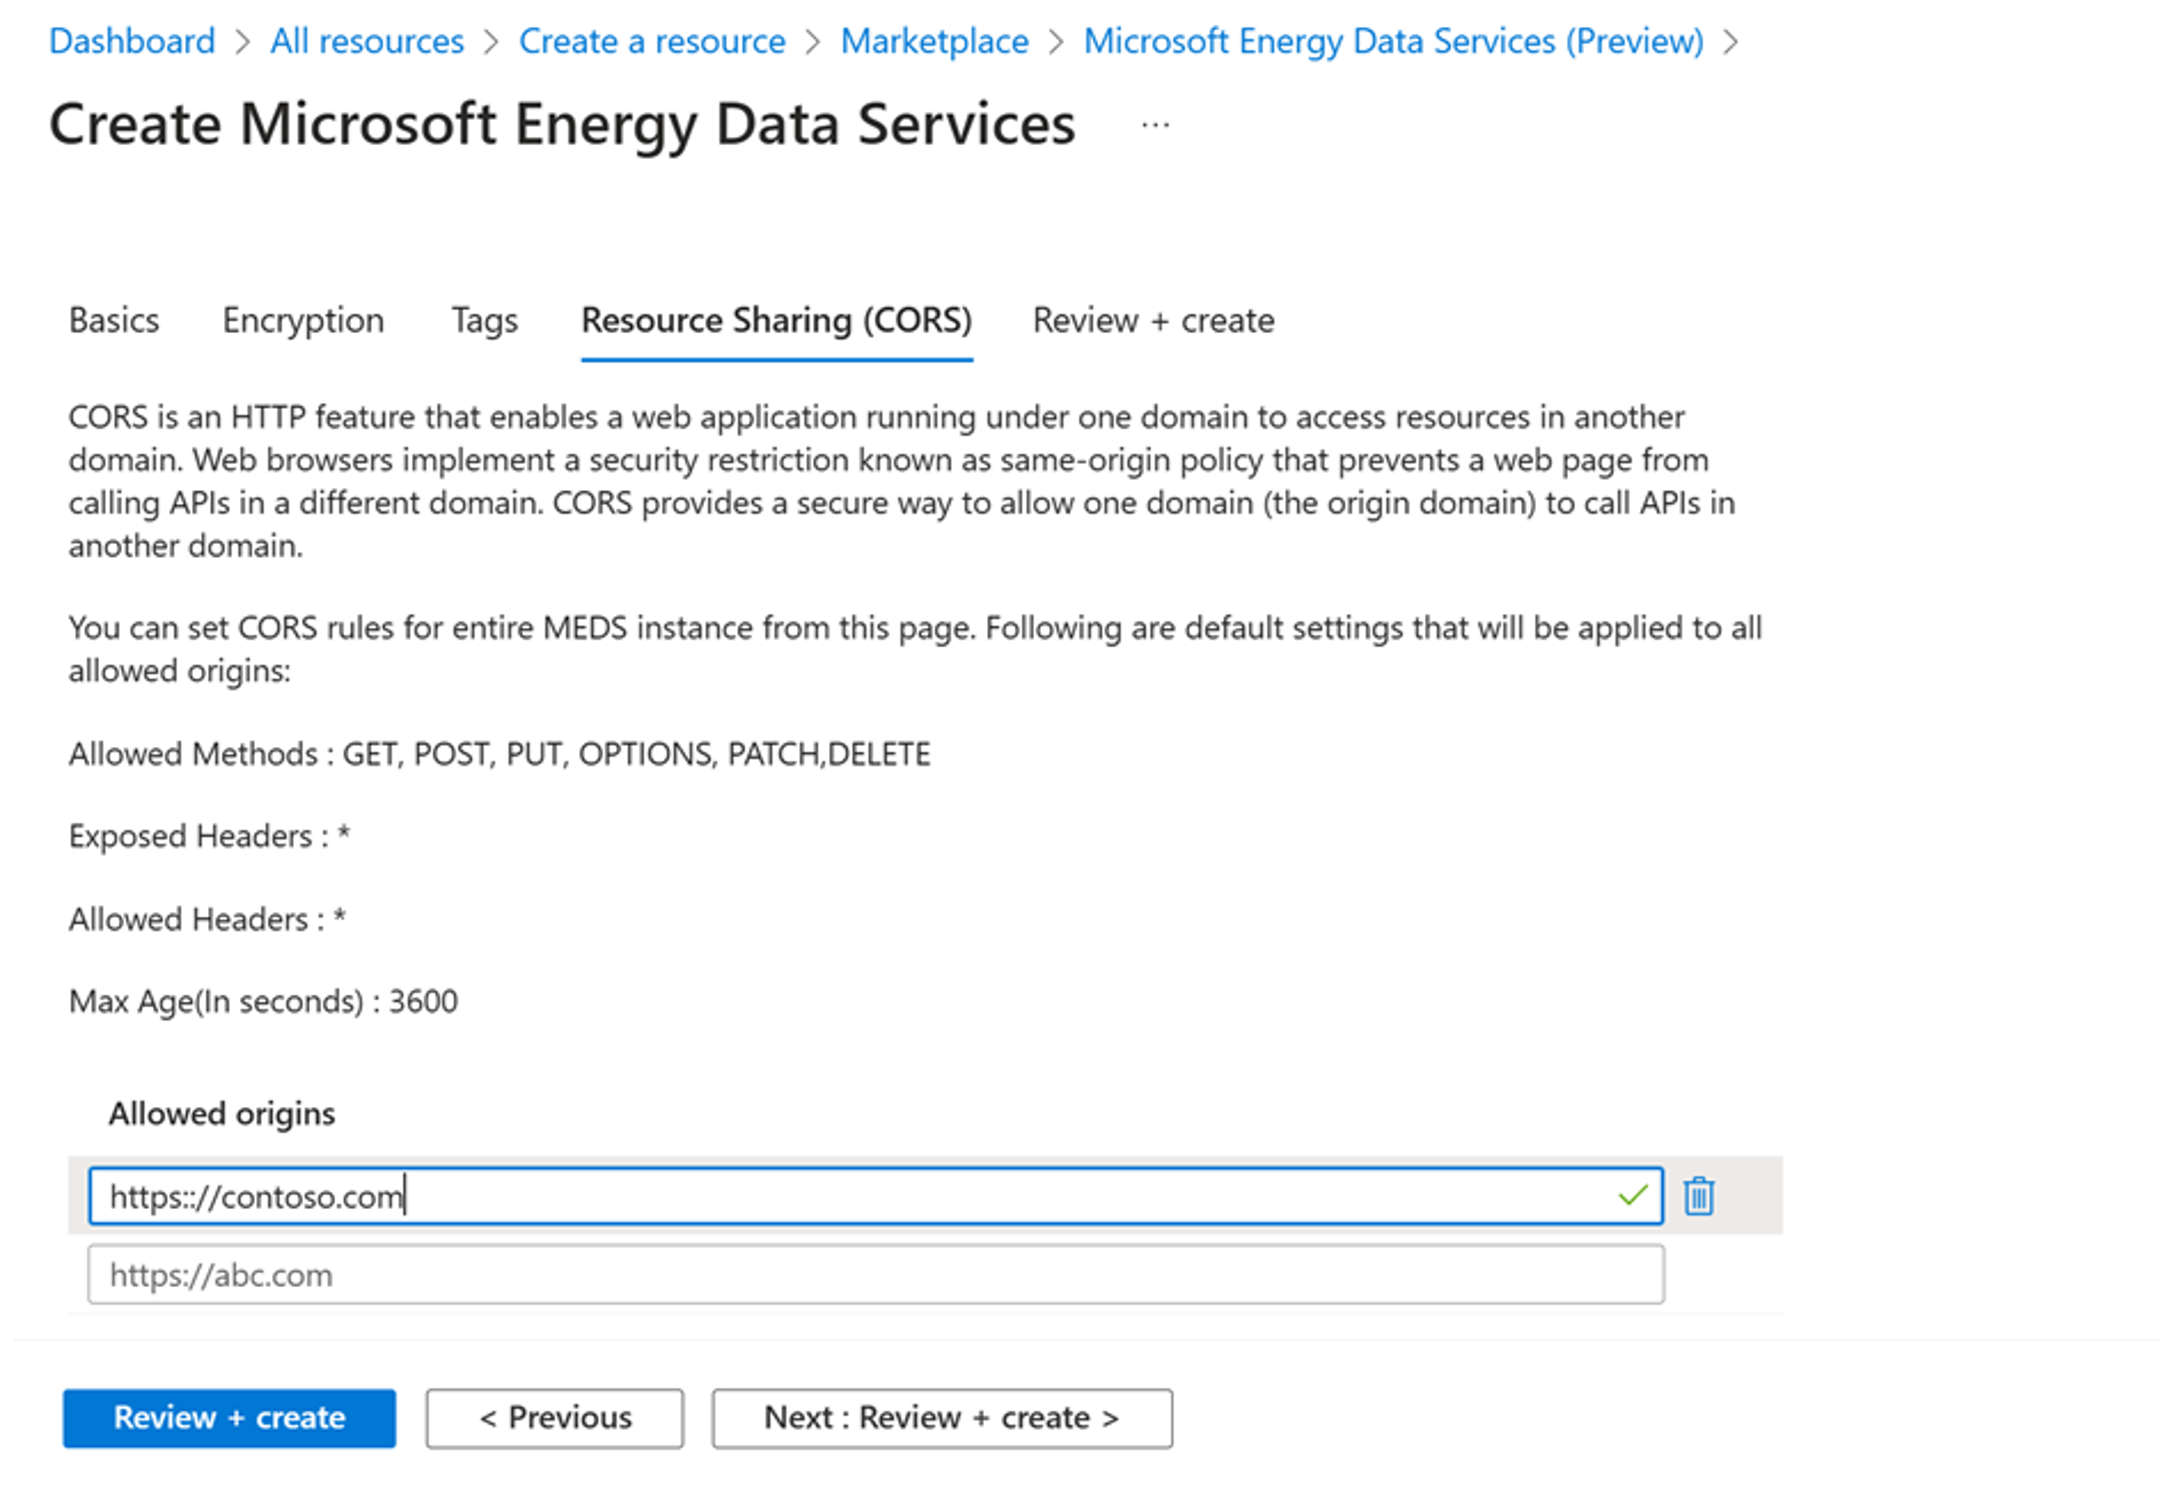 Dashboard > All resources > Create a resource > Marketplace > Microsoft Energy Data Services (Preview) >
Create Microsoft Energy Data Services ...
Basics Encryption Tags Resource Sharing (CORS) Review + create
CORS is an HTTP feature that enables a web application running under one domain to access resources in another
domain. Web browsers implement a security restriction known as same-origin policy that prevents a web page from
calling APIs in a different domain. CORS provides a secure way to allow one domain (the origin domain) to call APIs in
another domain.
You can set CORS rules for entire MEDS instance from this page. Following are default settings that will be applied to all
allowed origins:
Allowed Methods : GET, POST, PUT, OPTIONS, PATCH,DELETE
Exposed Headers : *
Allowed Headers : *
Max Age(In seconds) : 3600
Allowed origins
https:://contoso.com
https://abc.com
Review + create < Previous Next : Review + create >